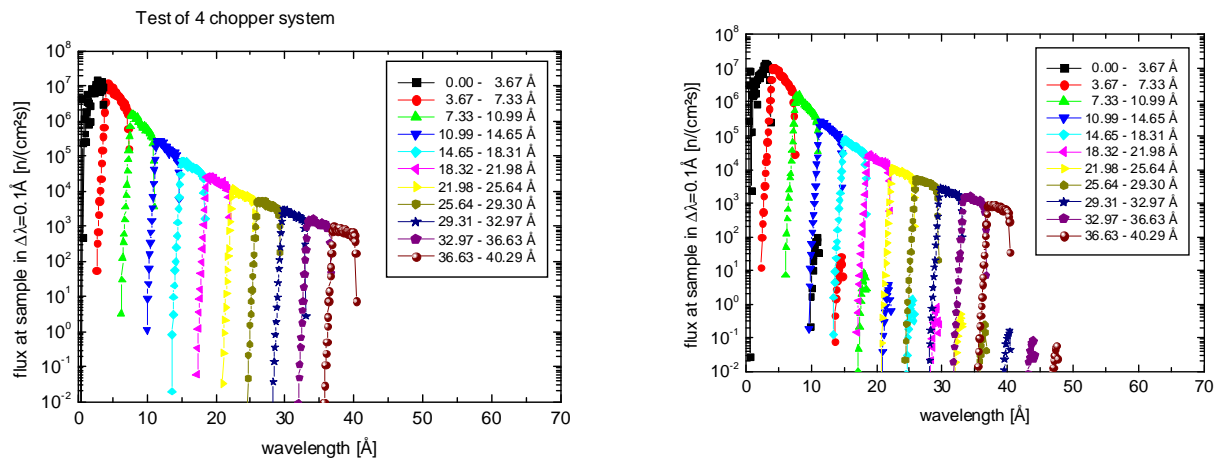 Test of 4 chopper system
10⁸
10⁷
10⁶
10⁵
10⁴
10³
10²
10¹
10⁰
10⁻¹
10⁻²
0 10 20 30 40 50 60 70
flux at sample in Δλ=0.1Å [n/(cm²s)]
wavelength [Å]
0.00 - 3.67 Å
3.67 - 7.33 Å
7.33 - 10.99 Å
10.99 - 14.65 Å
14.65 - 18.31 Å
18.32 - 21.98 Å
21.98 - 25.64 Å
25.64 - 29.30 Å
29.31 - 32.97 Å
32.97 - 36.63 Å
36.63 - 40.29 Å
10⁸
10⁷
10⁶
10⁵
10⁴
10³
10²
10¹
10⁰
10⁻¹
10⁻²
0 10 20 30 40 50 60 70
flux at sample in Δλ=0.1Å [n/(cm²s)]
wavelength [Å]
0.00 - 3.67 Å
3.67 - 7.33 Å
7.33 - 10.99 Å
10.99 - 14.65 Å
14.65 - 18.31 Å
18.32 - 21.98 Å
21.98 - 25.64 Å
25.64 - 29.30 Å
29.31 - 32.97 Å
32.97 - 36.63 Å
36.63 - 40.29 Å